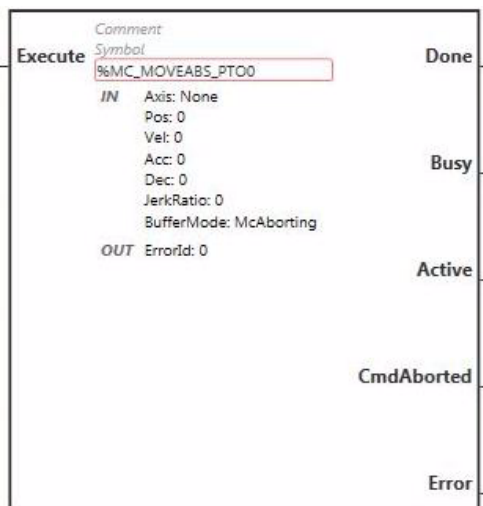 Comment
Execute Symbol Done
%MC_MOVEABS_PTO0
IN Axis: None
Pos: 0
Vel: 0
Acc: 0
Busy
Dec: 0
JerkRatio: 0
BufferMode: McAborting
OUT ErrorId: 0
Active
CmdAborted
Error